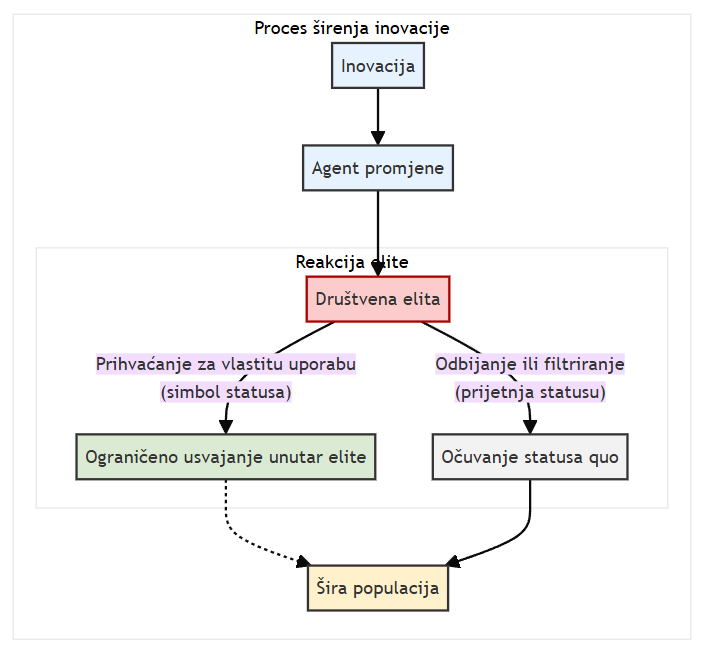 Proces širenja inovacije
Inovacija
Agent promjene
Reakcija elite
Društvena elita
Prihvaćanje za vlastitu uporabu
(simbol statusa)
Odbijanje ili filtriranje
(prijetnja statusu)
Ograničeno usvajanje unutar elite
Očuvanje statusa quo
Šira populacija